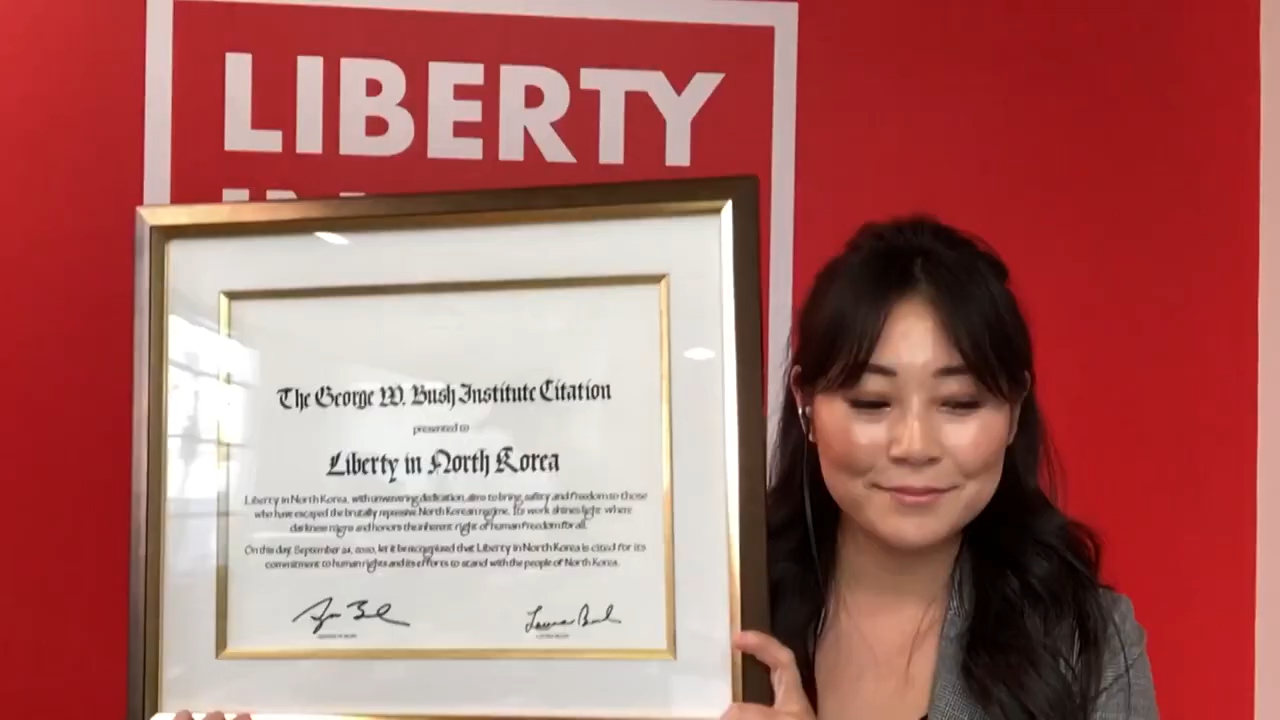 LIBERTY
The George W. Bush Institute Citation
presented to
Liberty in North Korea
Liberty in North Korea, with unwavering dedication, aims to bring safety and freedom to those
who have escaped the brutally repressive North Korean regime. Its work shines light where
darkness reigns and honors the inherent right of human freedom for all.
On this day, September 24, 2020, let it be recognized that Liberty in North Korea is cited for its
commitment to human rights and its efforts to stand with the people of North Korea.